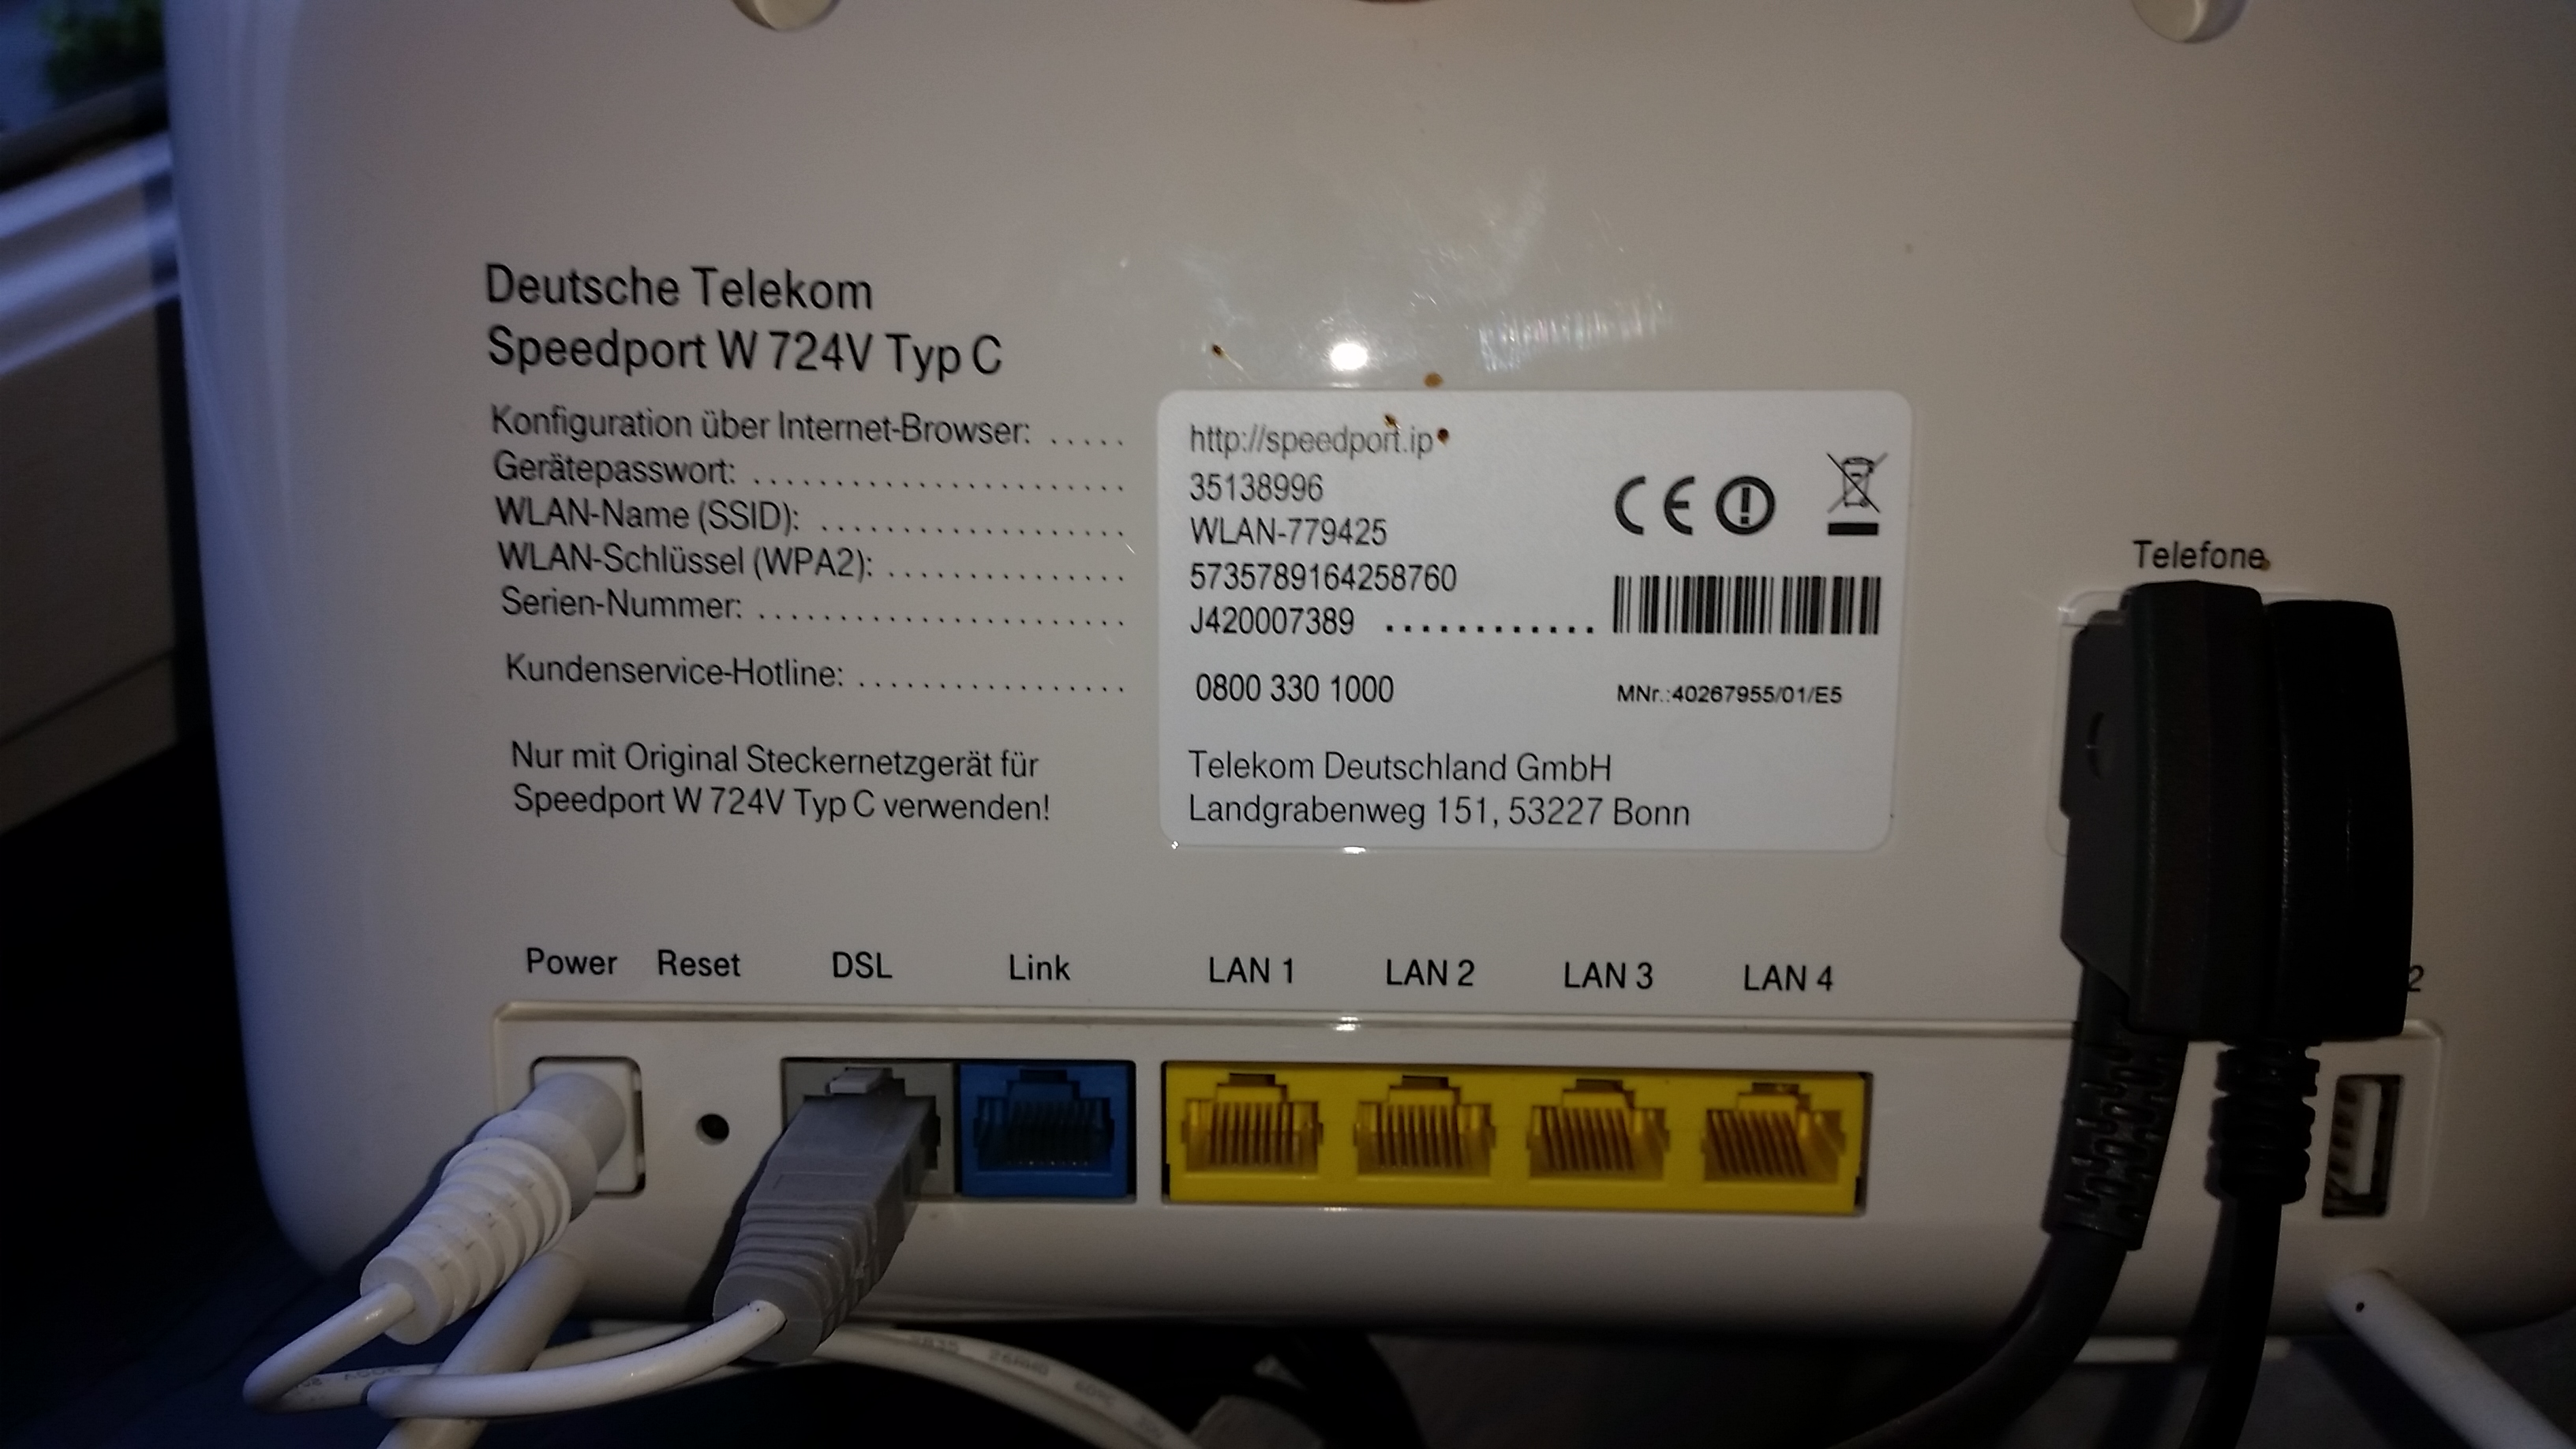 Deutsche Telekom
Speedport W 724V Typ C
Konfiguration über Internet-Browser: ..... http://speedport.ip
Gerätepasswort: ....................... 35138996
WLAN-Name (SSID): ................... WLAN-779425
WLAN-Schlüssel (WPA2): ............... 5735789164258760
Serien-Nummer: ....................... J420007389 ............
Kundenservice-Hotline: ................. 0800 330 1000
MNr.:40267955/01/E5
Nur mit Original Steckernetzgerät für
Speedport W 724V Typ C verwenden!
Telekom Deutschland GmbH
Landgrabenweg 151, 53227 Bonn
CE
Telefone
Power Reset DSL Link LAN 1 LAN 2 LAN 3 LAN 4 2